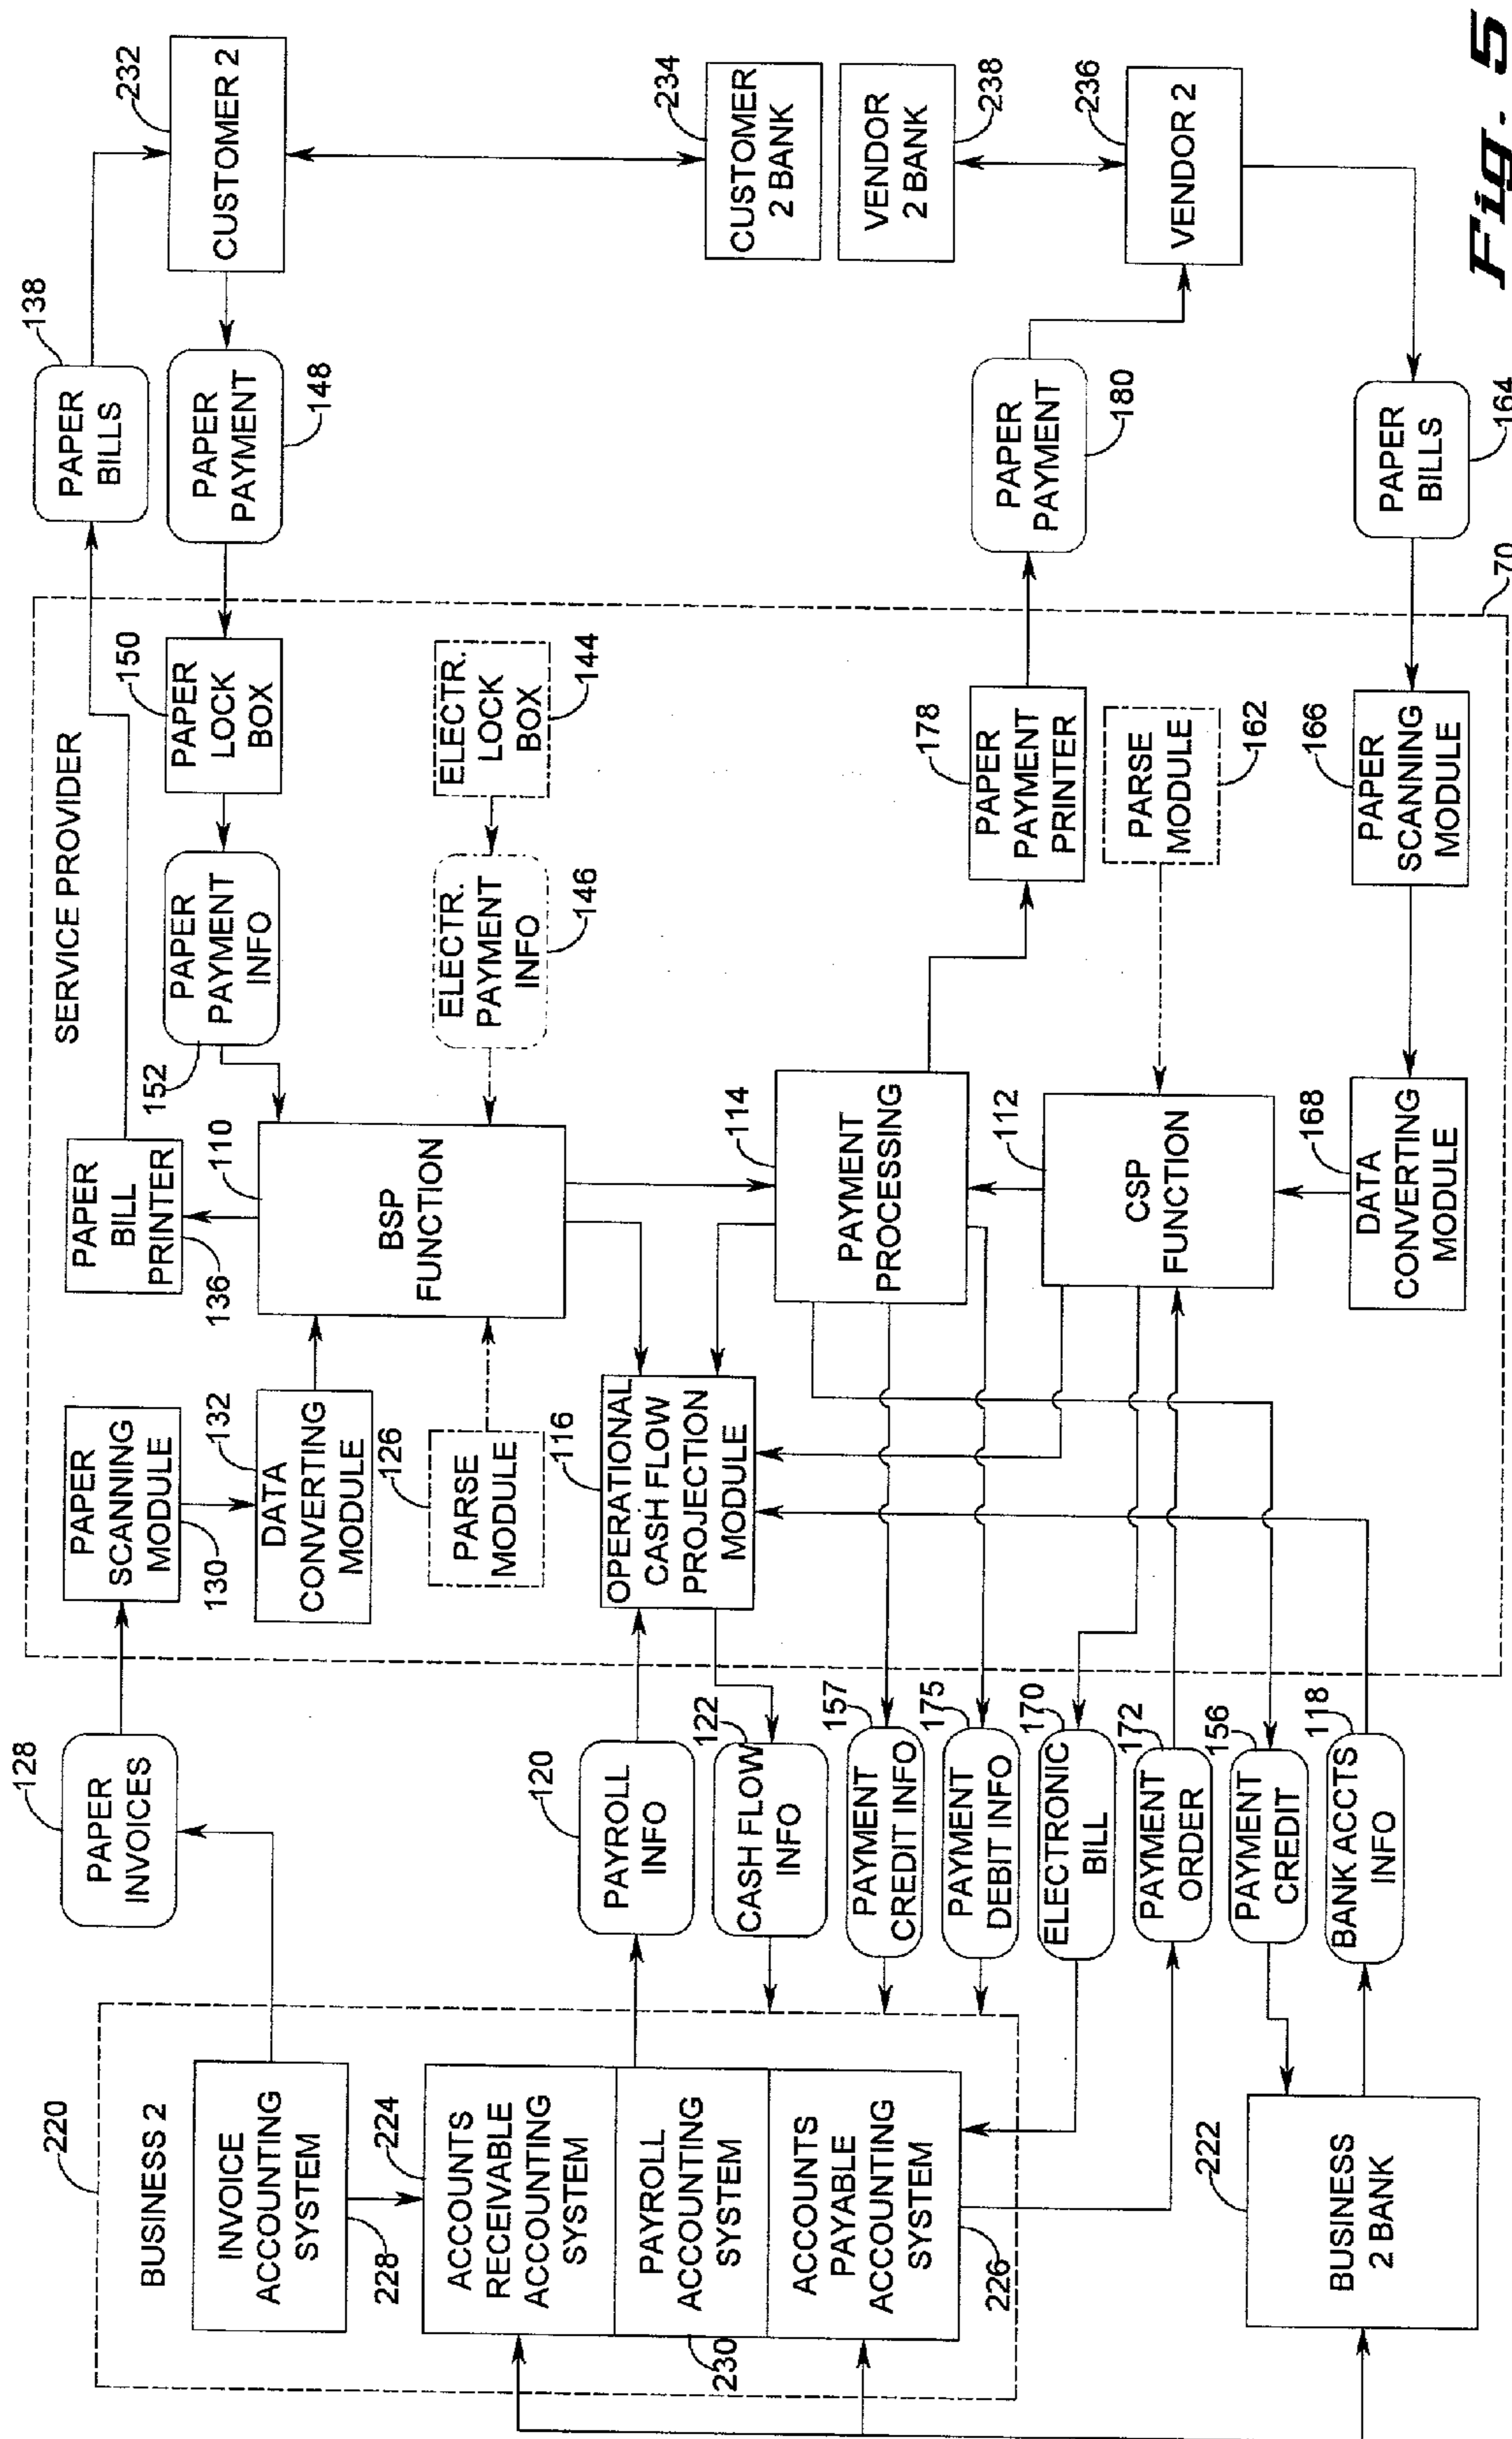 220
BUSINESS 2
INVOICE
ACCOUNTING
SYSTEM
228
224
ACCOUNTS
RECEIVABLE
ACCOUNTING
SYSTEM
PAYROLL
ACCOUNTING
SYSTEM
230
ACCOUNTS
PAYABLE
ACCOUNTING
SYSTEM
226
222
BUSINESS
2 BANK
128
PAPER
INVOICES
120
PAYROLL
INFO
122
CASH FLOW
INFO
157
PAYMENT
CREDIT INFO
175
PAYMENT
DEBIT INFO
170
ELECTRONIC
BILL
172
PAYMENT
ORDER
156
PAYMENT
CREDIT
118
BANK ACCTS
INFO
SERVICE PROVIDER
PAPER
SCANNING
MODULE
130
132
DATA
CONVERTING
MODULE
126
PARSE
MODULE
116
OPERATIONAL
CASH FLOW
PROJECTION
MODULE
PAPER
BILL
PRINTER
136
110
BSP
FUNCTION
114
PAYMENT
PROCESSING
112
CSP
FUNCTION
168
DATA
CONVERTING
MODULE
152
PAPER
PAYMENT
INFO
150
PAPER
LOCK
BOX
ELECTR.
PAYMENT
INFO
146
ELECTR.
LOCK
BOX
144
178
PAPER
PAYMENT
PRINTER
PARSE
MODULE
162
166
PAPER
SCANNING
MODULE
70
138
PAPER
BILLS
PAPER
PAYMENT
148
PAPER
PAYMENT
180
PAPER
BILLS
164
232
CUSTOMER 2
234
CUSTOMER
2 BANK
VENDOR
2 BANK
238
236
VENDOR 2
Fig. 5